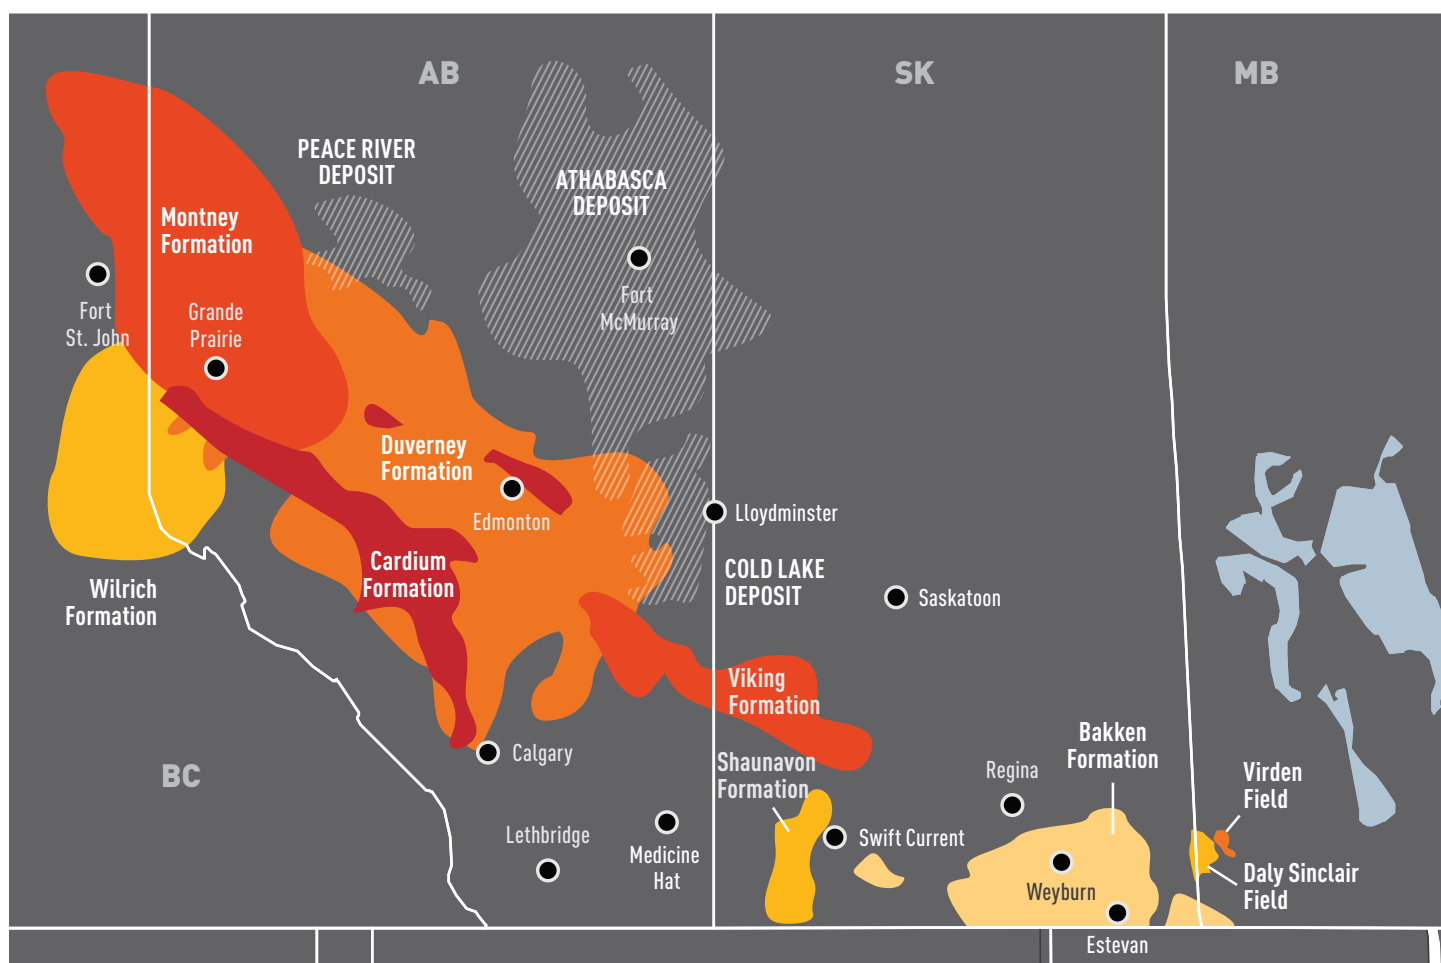 AB
SK
MB
PEACE RIVER
DEPOSIT
ATHABASCA
DEPOSIT
Montney
Formation
Fort
St. John
Grande
Prairie
Fort
McMurray
Duverney
Formation
Edmonton
Lloydminster
Cardium
Formation
COLD LAKE
DEPOSIT
Wilrich
Formation
Saskatoon
Viking
Formation
BC
Calgary
Shaunavon
Formation
Regina
Bakken
Formation
Virden
Field
Lethbridge
Medicine
Hat
Swift Current
Weyburn
Daly Sinclair
Field
Estevan